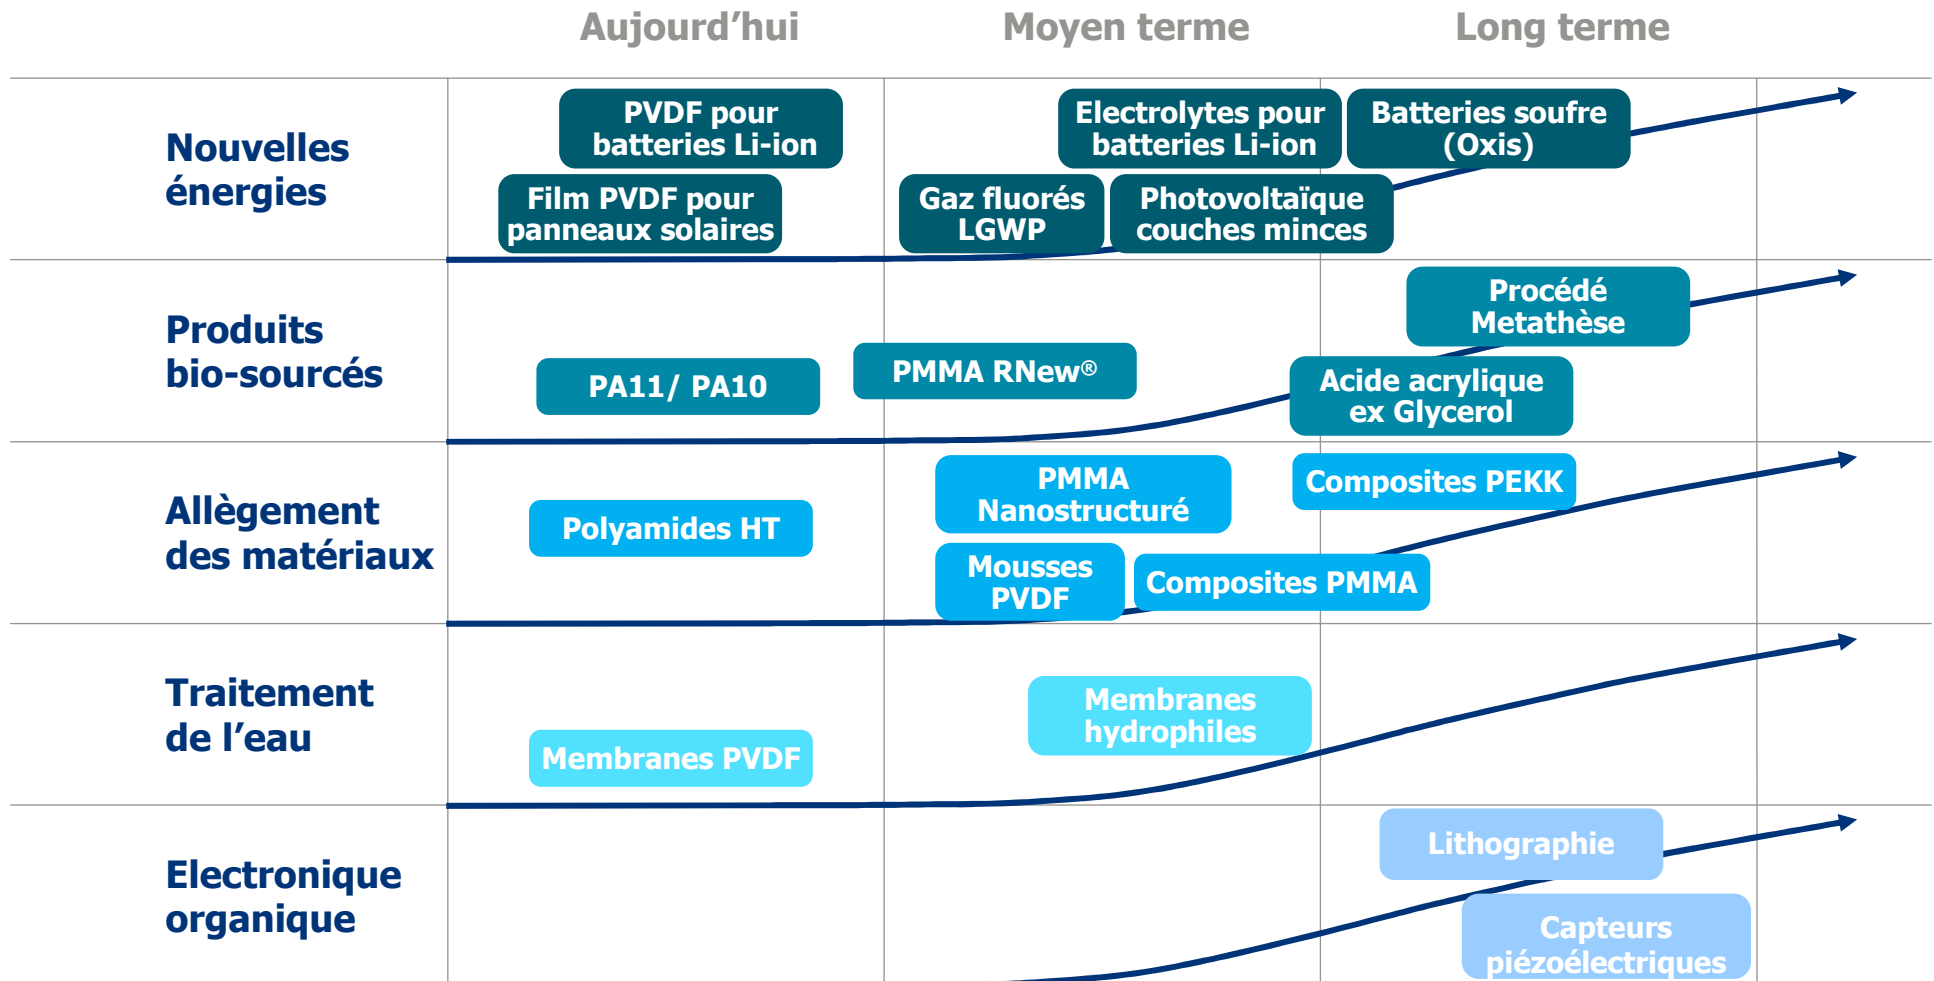 Aujourd’hui
Moyen terme
Long terme
Nouvelles
énergies
PVDF pour
batteries Li-ion
Film PVDF pour
panneaux solaires
Electrolytes pour
batteries Li-ion
Gaz fluorés
LGWP
Photovoltaïque
couches minces
Batteries soufre
(Oxis)
Produits
bio-sourcés
PA11/ PA10
PMMA RNew®
Procédé
Metathèse
Acide acrylique
ex Glycerol
Allègement
des matériaux
Polyamides HT
PMMA
Nanostructuré
Mousses
PVDF
Composites PMMA
Composites PEKK
Traitement
de l’eau
Membranes PVDF
Membranes
hydrophiles
Electronique
organique
Lithographie
Capteurs
piézoélectriques